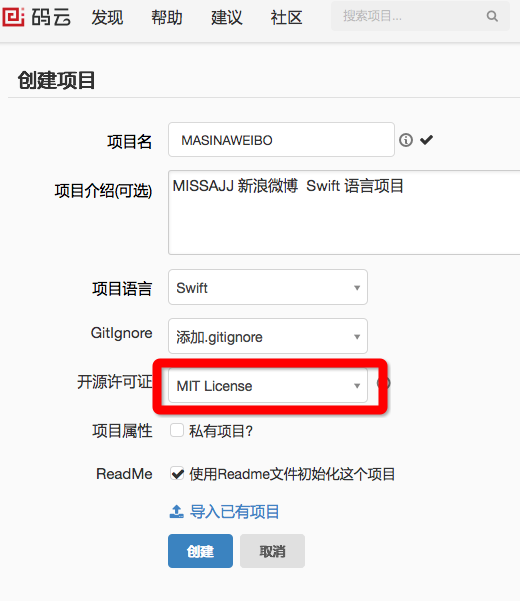 码云 发现 帮助 建议 社区 搜索项目...
创建项目
项目名 MASINAWEIBO
项目介绍(可选) MISSAJJ 新浪微博 Swift 语言项目
项目语言 Swift
GitIgnore 添加.gitignore
开源许可证 MIT License
项目属性 私有项目?
ReadMe 使用Readme文件初始化这个项目
导入已有项目
创建 取消